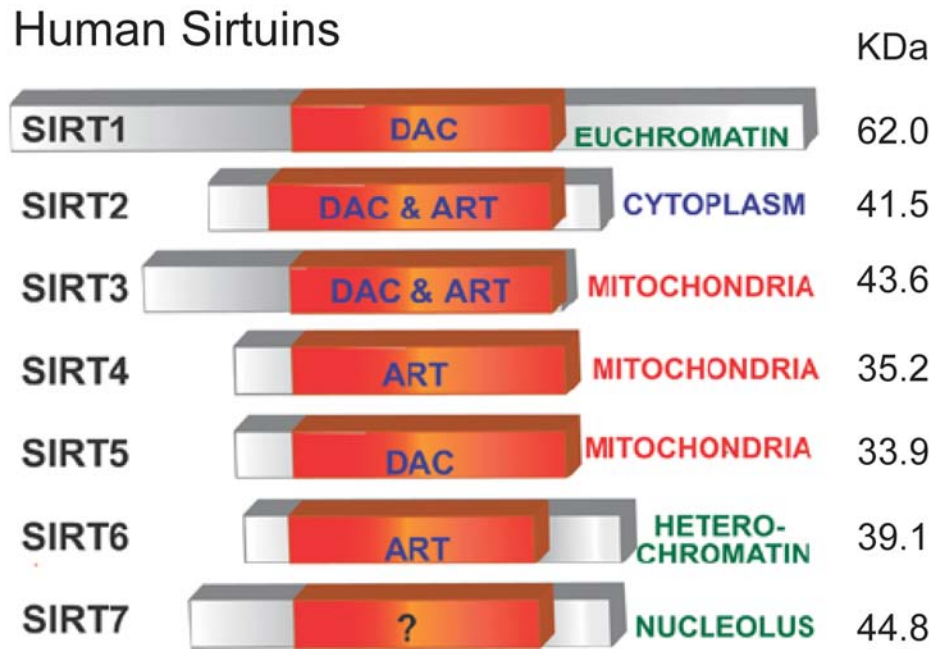 Human Sirtuins
KDa
SIRT1 DAC EUCHROMATIN 62.0
SIRT2 DAC & ART CYTOPLASM 41.5
SIRT3 DAC & ART MITOCHONDRIA 43.6
SIRT4 ART MITOCHONDRIA 35.2
SIRT5 DAC MITOCHONDRIA 33.9
SIRT6 ART HETERO-
CHROMATIN 39.1
SIRT7 ? NUCLEOLUS 44.8